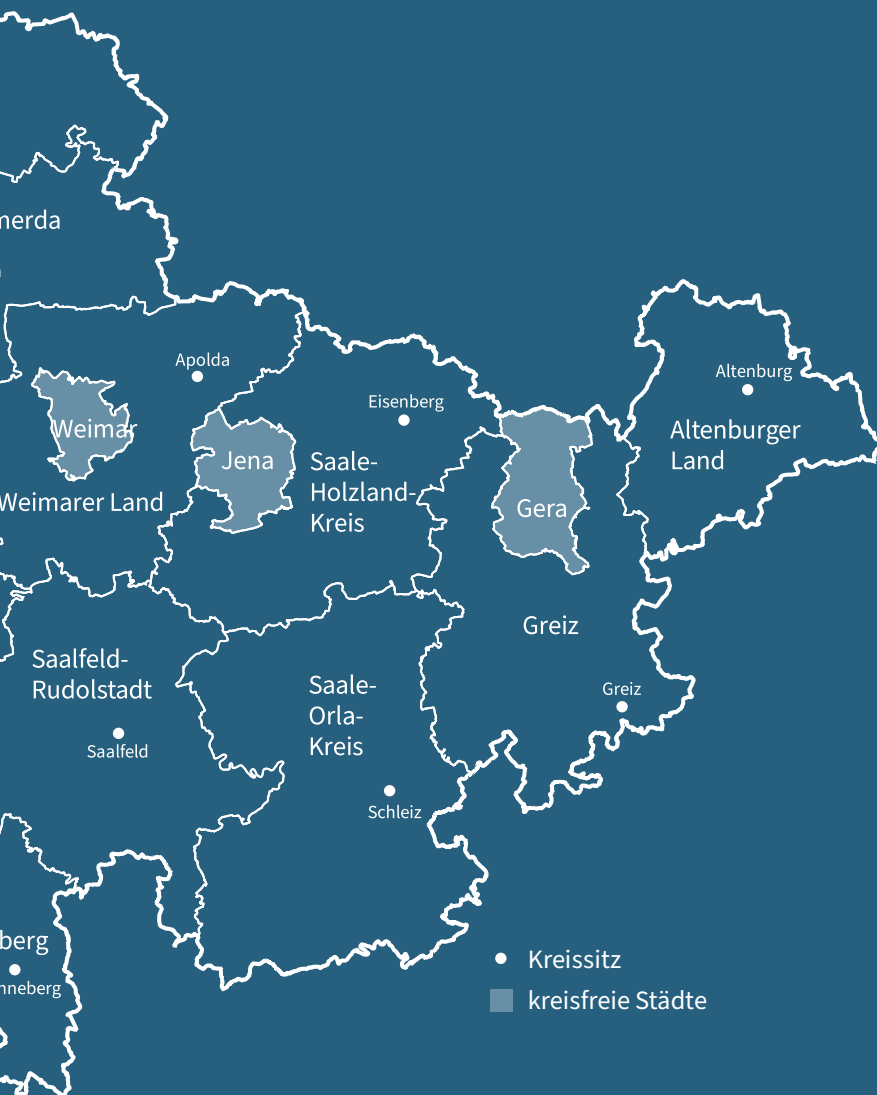 merda
Apolda
Eisenberg
Altenburg
Weimar
Altenburger
Land
Jena
Saale-
Holzland-
Kreis
Weimarer Land
Gera
Greiz
Saalfeld-
Rudolstadt
Saale-
Orla-
Kreis
Greiz
Saalfeld
Schleiz
berg
nneberg
Kreissitz
kreisfreie Städte